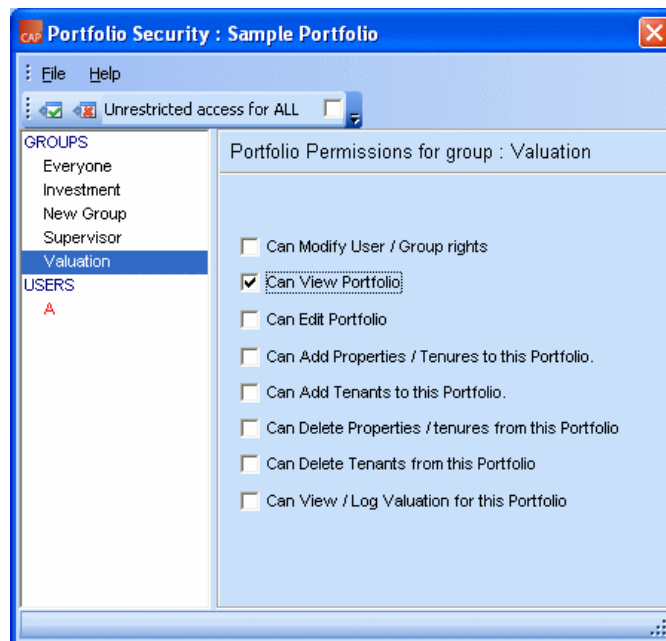 CAP Portfolio Security : Sample Portfolio
File Help
Unrestricted access for ALL
GROUPS
Everyone
Investment
New Group
Supervisor
Valuation
USERS
A
Portfolio Permissions for group : Valuation
Can Modify User / Group rights
Can View Portfolio
Can Edit Portfolio
Can Add Properties / Tenures to this Portfolio.
Can Add Tenants to this Portfolio.
Can Delete Properties / tenures from this Portfolio
Can Delete Tenants from this Portfolio
Can View / Log Valuation for this Portfolio